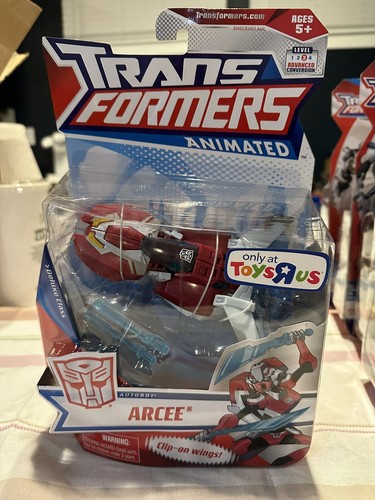 Transformers.com
AGES
5+
LEVEL
1 2 3 4
ADVANCED
CONVERSION
TRANS
FORMERS
ANIMATED
™
only at
ToysRus
Deluxe Class
AUTOBOT
ARCEE
WARNING:
Clip-on wings!